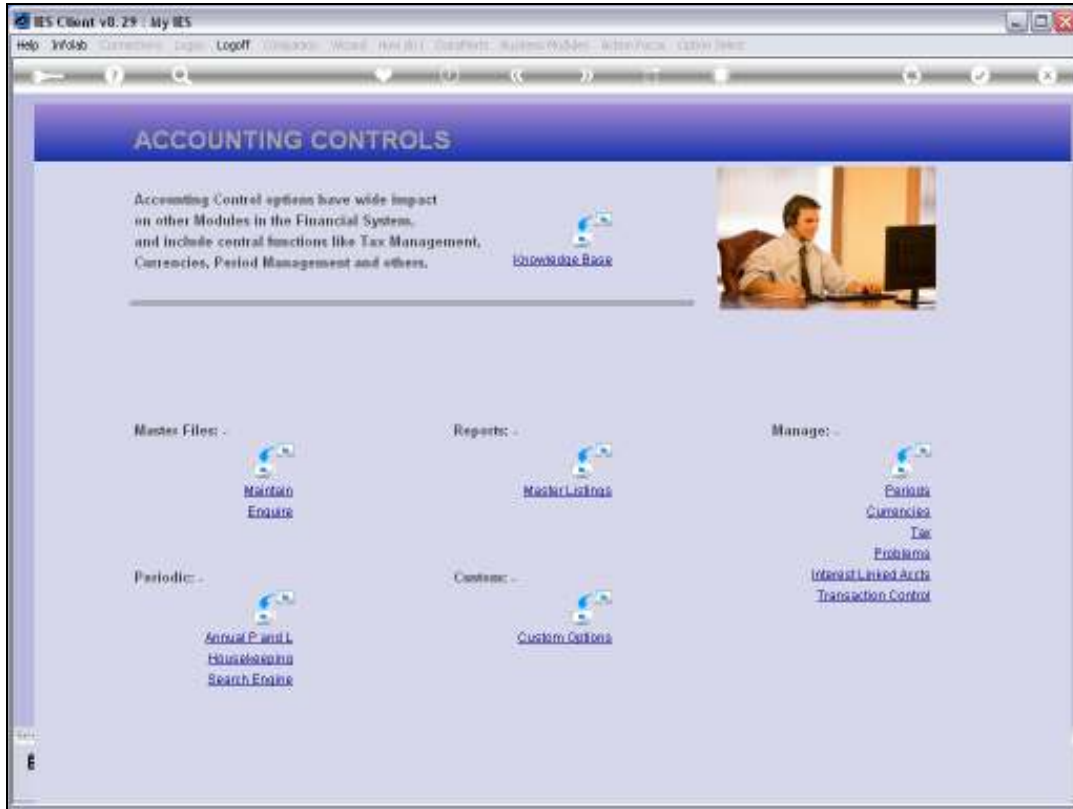 IES Client v8.29 : My IES
Help Infolab Logoff
ACCOUNTING CONTROLS
Accounting Control options have wide impact
on other Modules in the Financial System,
and include central functions like Tax Management,
Currencies, Period Management and others.
Knowledge Base
Master Files: -
Maintain
Enquire
Reports: -
Master Listings
Manage: -
Periods
Currencies
Tax
Problems
Interest Linked Accts
Transaction Control
Periodic: -
Annual P and L
Housekeeping
Search Engine
Custom: -
Custom Options